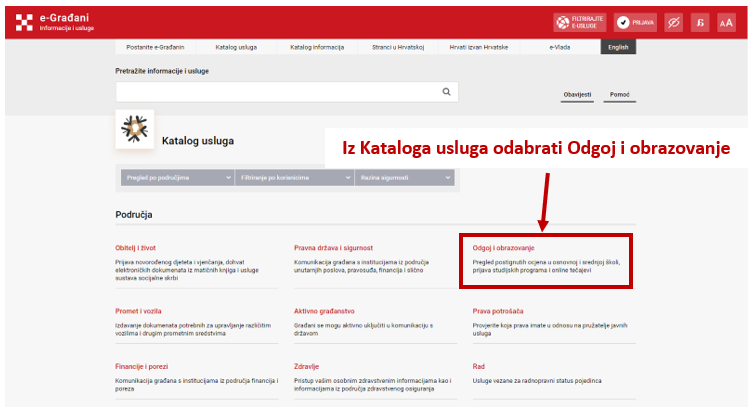 e-Građani
Informacije i usluge
FILTRIRAJTE
E-USLUGE
PRIJAVA
AA
Postanite e-Građanin
Katalog usluga
Katalog informacija
Stranci u Hrvatskoj
Hrvati izvan Hrvatske
e-Vlada
English
Pretražite informacije i usluge
Obavijesti
Pomoć
Katalog usluga
Iz Kataloga usluga odabrati Odgoj i obrazovanje
Pregled po područjima
Filtriranje po korisnicima
Razina sigurnosti
Područja
Obitelj i život
Prijava novorođenog djeteta i vjenčanja, dohvat
elektroničkih dokumenata iz matičnih knjiga i usluge
sustava socijalne skrbi
Pravna država i sigurnost
Komunikacija građana s institucijama iz područja
unutarnjih poslova, pravosuđa, financija i slično
Odgoj i obrazovanje
Pregled postignutih ocjena u osnovnoj i srednjoj školi,
prijava studijskih programa i online tečajevi
Promet i vozila
Izdavanje dokumenata potrebnih za upravljanje različitim
vozilima i drugim prometnim sredstvima
Aktivno građanstvo
Građani se mogu aktivno uključiti u komunikaciju s
državom
Prava potrošača
Provjerite koja prava imate u odnosu na pružatelje javnih
usluga
Financije i porezi
Komunikacija građana s institucijama iz područja financija i
poreza
Zdravlje
Pristup vašim osobnim zdravstvenim informacijama kao i
informacijama iz područja zdravstvenog osiguranja
Rad
Usluge vezane za radnopravni status pojedinca